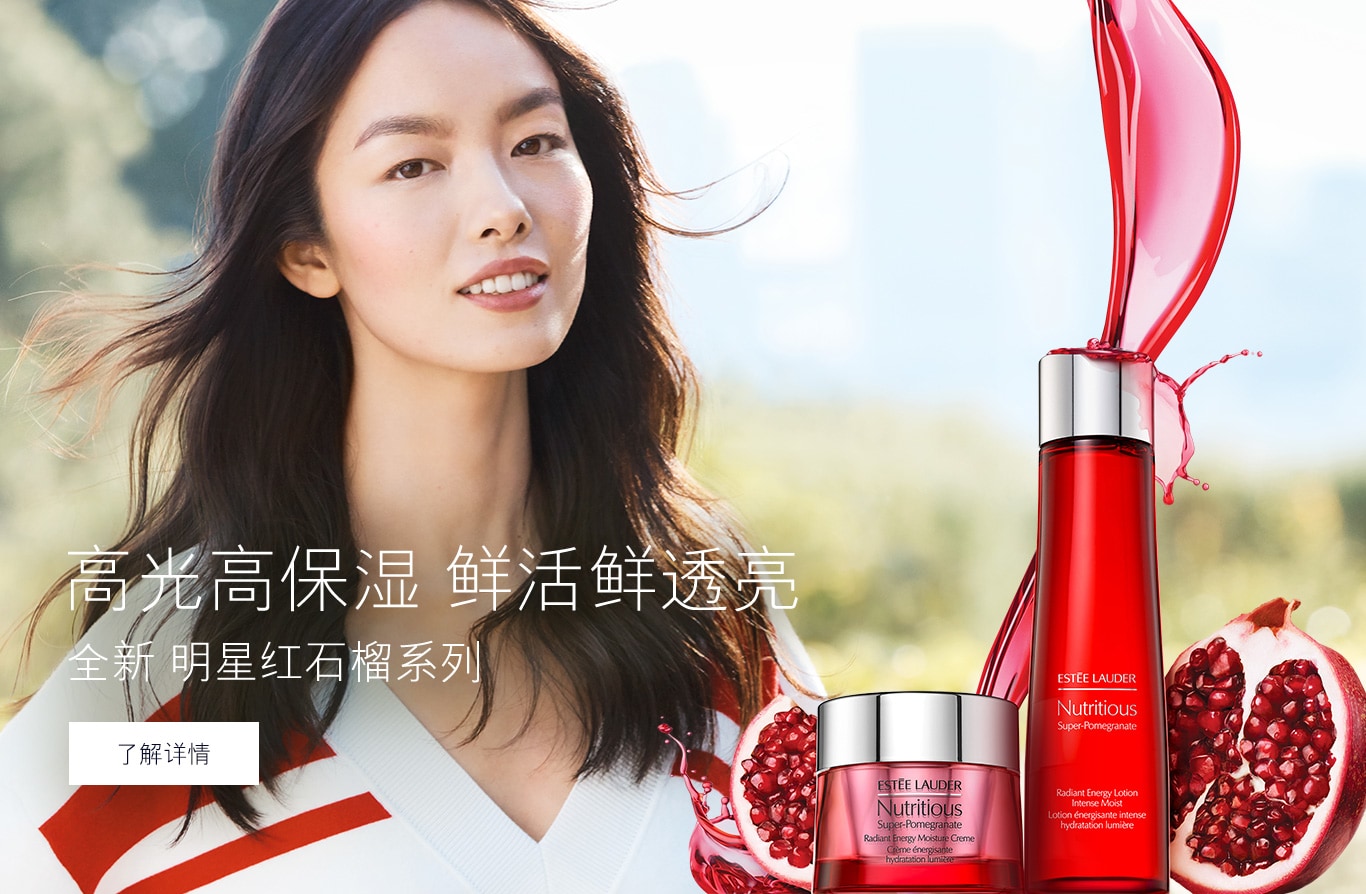 高光高保湿 鲜活鲜透亮
全新 明星红石榴系列
了解详情
ESTĒE LAUDER
Nutritious
Super-Pomegranate
Radiant Energy Moisture Creme
Crème énergisante
hydratation lumière
ESTĒE LAUDER
Nutritious
Super-Pomegranate
Radiant Energy Lotion
Intense Moist
Lotion énergisante intense
hydratation lumière